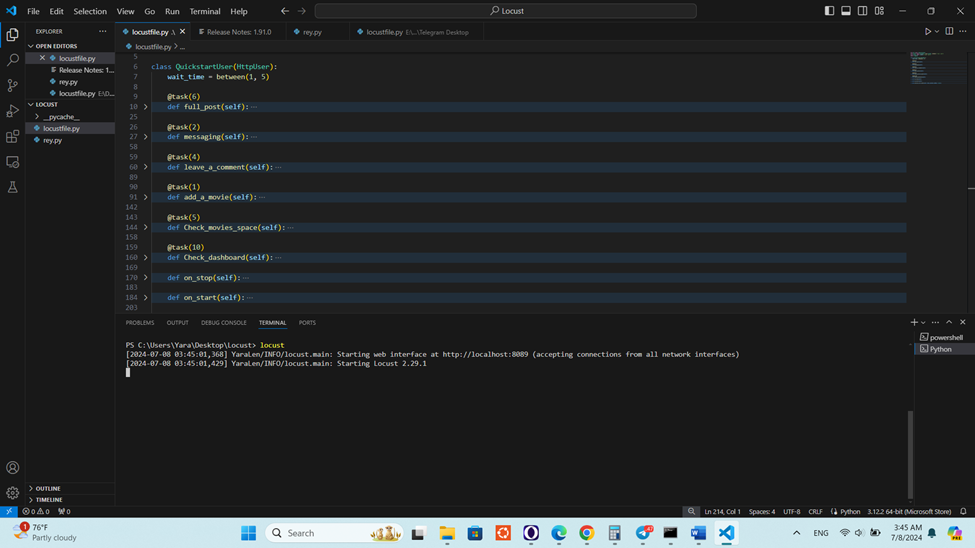 File Edit Selection View Go Run Terminal Help
Locust
EXPLORER
OPEN EDITORS
locustfile.py
Release Notes: 1...
rey.py
locustfile.py E:\D...
LOCUST
__pycache__
locustfile.py
rey.py
OUTLINE
TIMELINE
locustfile.py
Release Notes: 1.91.0
rey.py
locustfile.py E:\...\Telegram Desktop
locustfile.py > ...
5
6 class QuickstartUser(HttpUser):
7 wait_time = between(1, 5)
8
9 @task(6)
10 def full_post(self): ...
25
26 @task(2)
27 def messaging(self): ...
58
59 @task(4)
60 def leave_a_comment(self): ...
89
90 @task(1)
91 def add_a_movie(self): ...
142
143 @task(5)
144 def Check_movies_space(self): ...
158
159 @task(10)
160 def Check_dashboard(self): ...
169
170 def on_stop(self): ...
183
184 def on_start(self): ...
203
PROBLEMS OUTPUT DEBUG CONSOLE TERMINAL PORTS
powershell
Python
PS C:\Users\Yara\Desktop\Locust> locust
[2024-07-08 03:45:01,368] YaraLen/INFO/locust.main: Starting web interface at http://localhost:8089 (accepting connections from all network interfaces)
[2024-07-08 03:45:01,429] YaraLen/INFO/locust.main: Starting Locust 2.29.1
0 0 0
Ln 214, Col 1 Spaces: 4 UTF-8 CRLF Python 3.12.2 64-bit (Microsoft Store)
1
76°F
Partly cloudy
Search
ENG
3:45 AM
7/8/2024